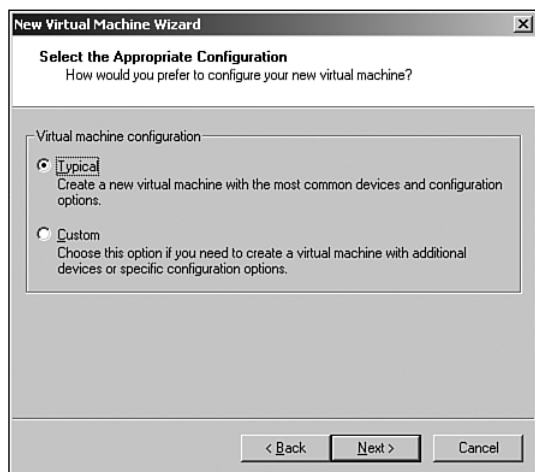 New Virtual Machine Wizard
Select the Appropriate Configuration
How would you prefer to configure your new virtual machine?
Virtual machine configuration
Typical
Create a new virtual machine with the most common devices and configuration
options.
Custom
Choose this option if you need to create a virtual machine with additional
devices or specific configuration options.
< Back Next > Cancel